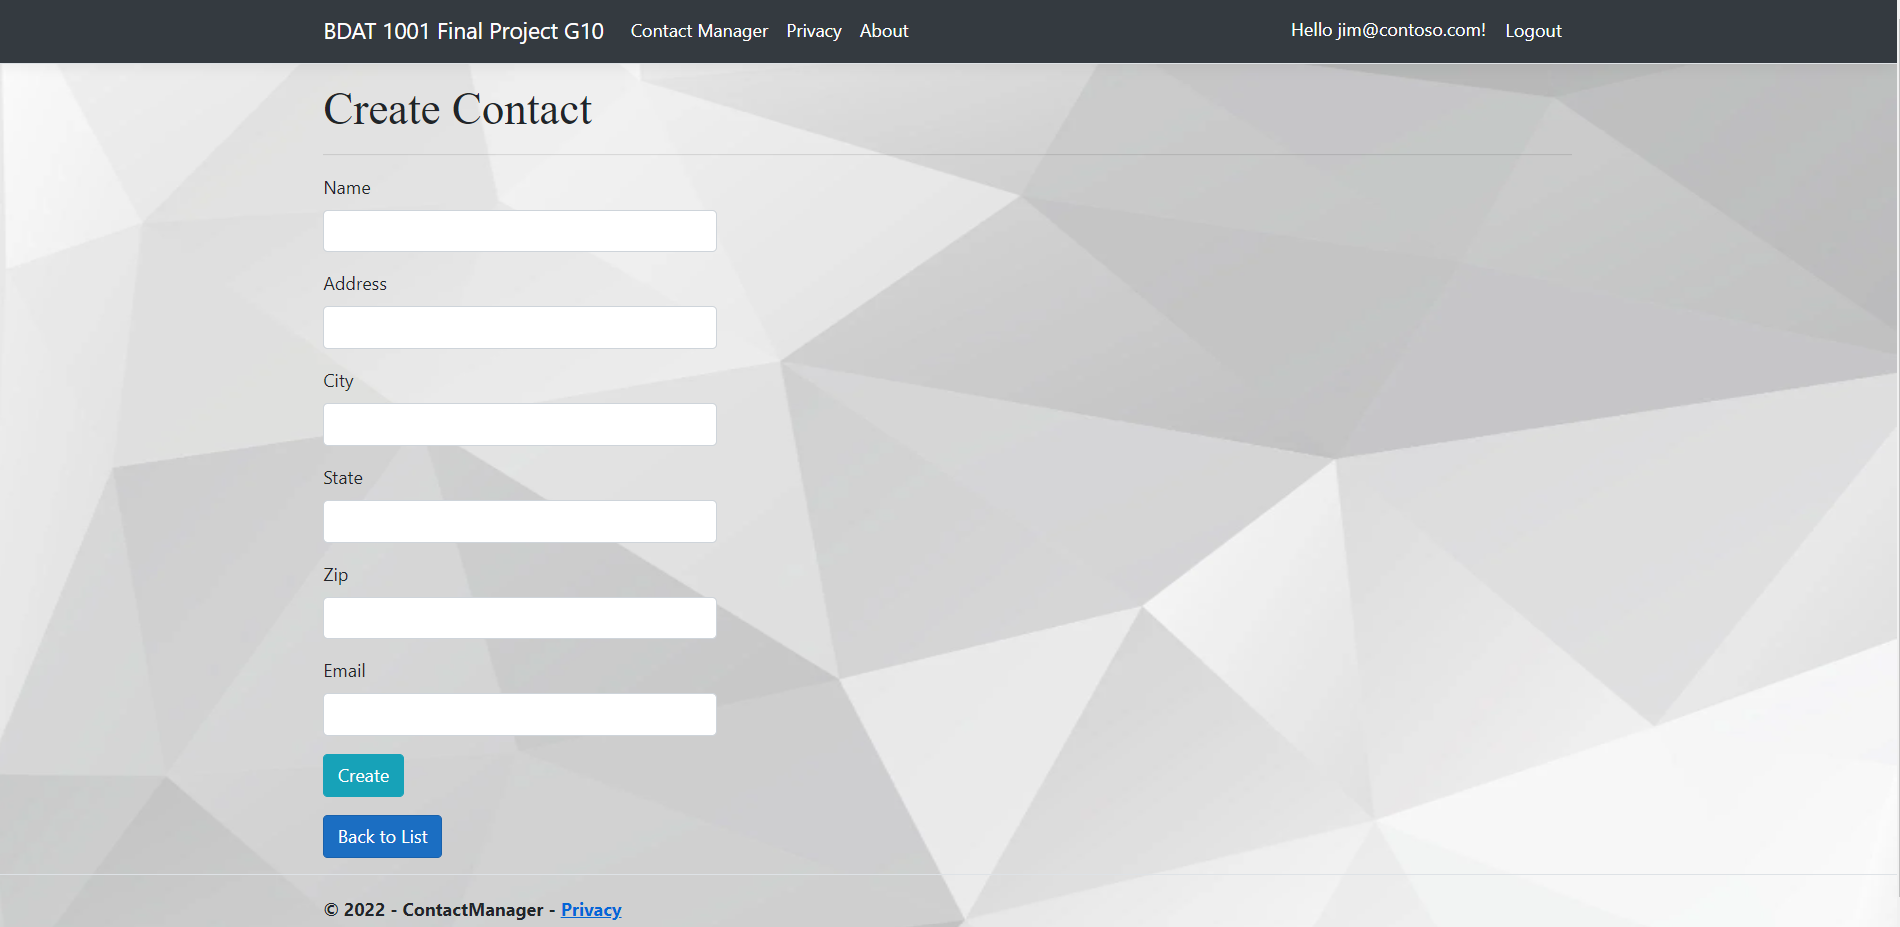 BDAT 1001 Final Project G10 Contact Manager Privacy About Hello jim@contoso.com! Logout
Create Contact
Name
Address
City
State
Zip
Email
Create
Back to List
© 2022 - ContactManager - Privacy